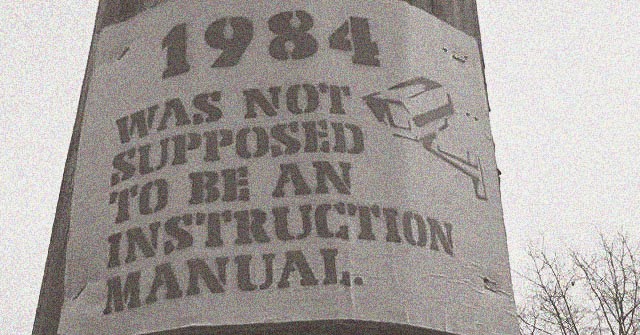 1984
WAS NOT
SUPPOSED
TO BE AN
INSTRUCTION
MANUAL.